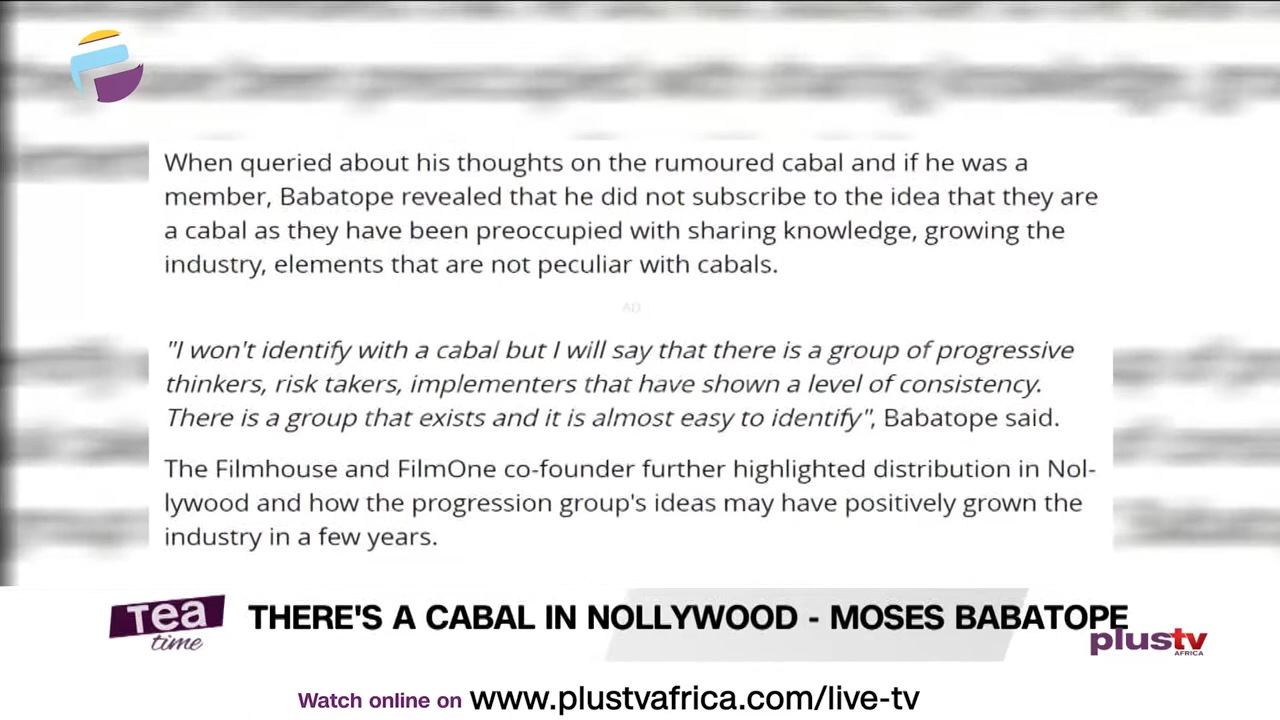 When queried about his thoughts on the rumoured cabal and if he was a
member, Babatope revealed that he did not subscribe to the idea that they are
a cabal as they have been preoccupied with sharing knowledge, growing the
industry, elements that are not peculiar with cabals.
AD
"I won't identify with a cabal but I will say that there is a group of progressive
thinkers, risk takers, implementers that have shown a level of consistency.
There is a group that exists and it is almost easy to identify", Babatope said.
The Filmhouse and FilmOne co-founder further highlighted distribution in Nol-
lywood and how the progression group's ideas may have positively grown the
industry in a few years.
Tea
time
THERE'S A CABAL IN NOLLYWOOD - MOSES BABATOPE
plustv
AFRICA
Watch online on www.plustvafrica.com/live-tv